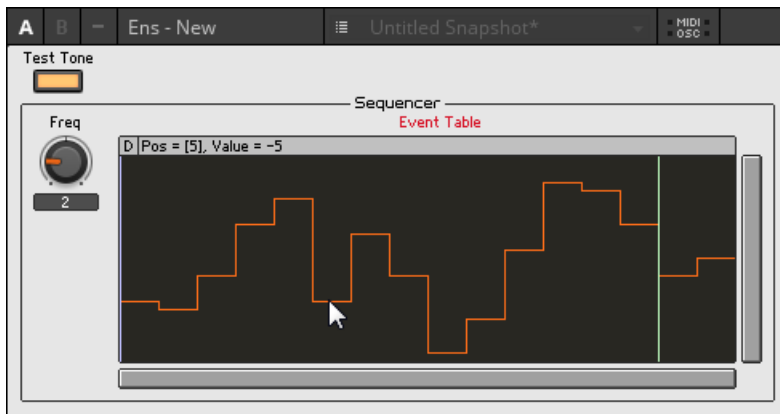 A B – Ens - New Untitled Snapshot* MIDI OSC
Test Tone
Sequencer
Freq
Event Table
D Pos = [5], Value = -5
2